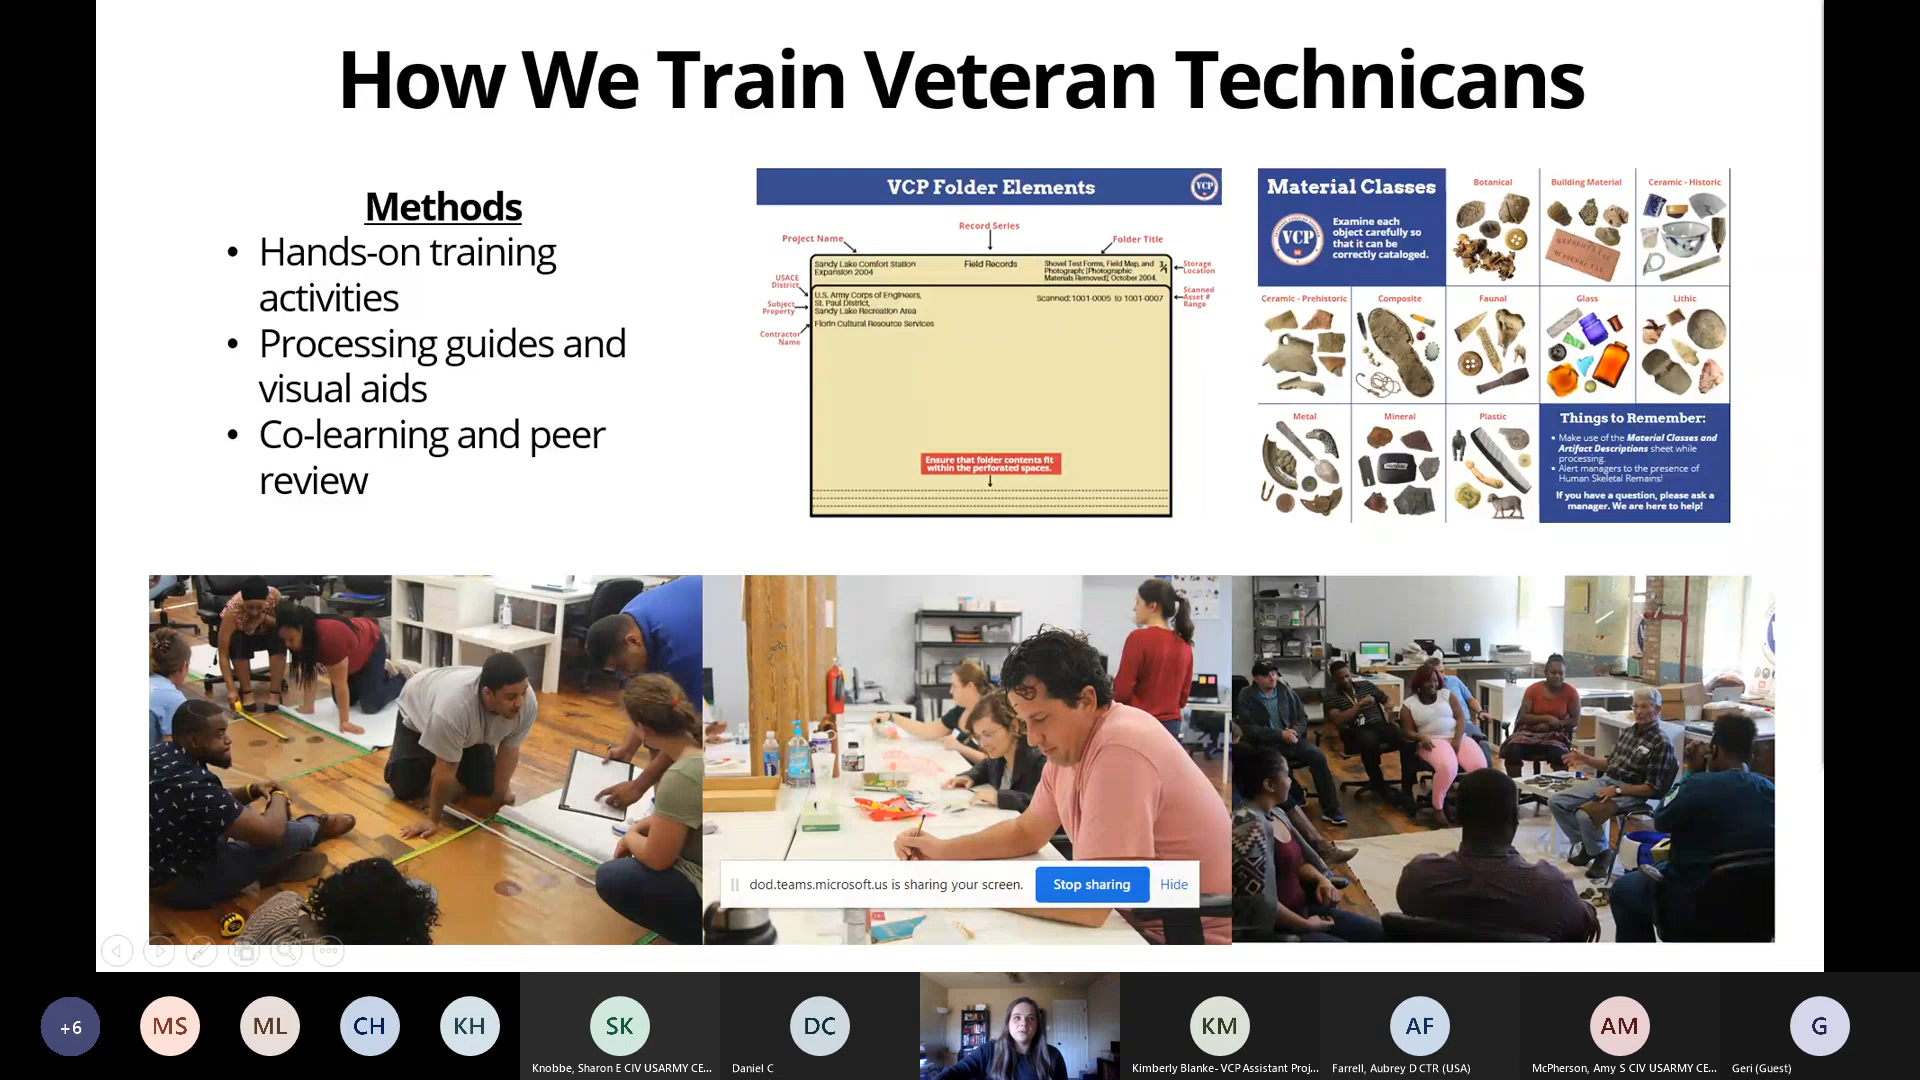 How We Train Veteran Technicans
Methods
• Hands-on training
activities
• Processing guides and
visual aids
• Co-learning and peer
review
VCP Folder Elements
VCP
Record Series
Project Name
Folder Title
USACE
District
Subject
Property
Contractor
Name
Storage
Location
Scanned
Asset #
Range
Sandy Lake Comfort Station
Expansion 2004
Field Records
Shovel Test Forms, Field Map, and
Photograph; [Photographic
Materials Removed]; October 2004.
U.S. Army Corps of Engineers,
St. Paul District,
Sandy Lake Recreation Area
Florin Cultural Resource Services
Scanned: 1001-0005 to 1001-0007
Ensure that folder contents fit
within the perforated spaces.
Material Classes
VCP
Examine each
object carefully so
that it can be
correctly cataloged.
Botanical
Building Material
Ceramic - Historic
Ceramic - Prehistoric
Composite
Faunal
Glass
Lithic
Metal
Mineral
Plastic
Things to Remember:
• Make use of the Material Classes and
Artifact Descriptions sheet while
processing.
• Alert managers to the presence of
Human Skeletal Remains!
If you have a question, please ask a
manager. We are here to help!
dod.teams.microsoft.us is sharing your screen.
Stop sharing
Hide
+6
MS
ML
CH
KH
SK
DC
KM
AF
AM
G
Knobbe, Sharon E CIV USARMY CE...
Daniel C
Kimberly Blanke- VCP Assistant Proj...
Farrell, Aubrey D CTR (USA)
McPherson, Amy S CIV USARMY CE...
Geri (Guest)